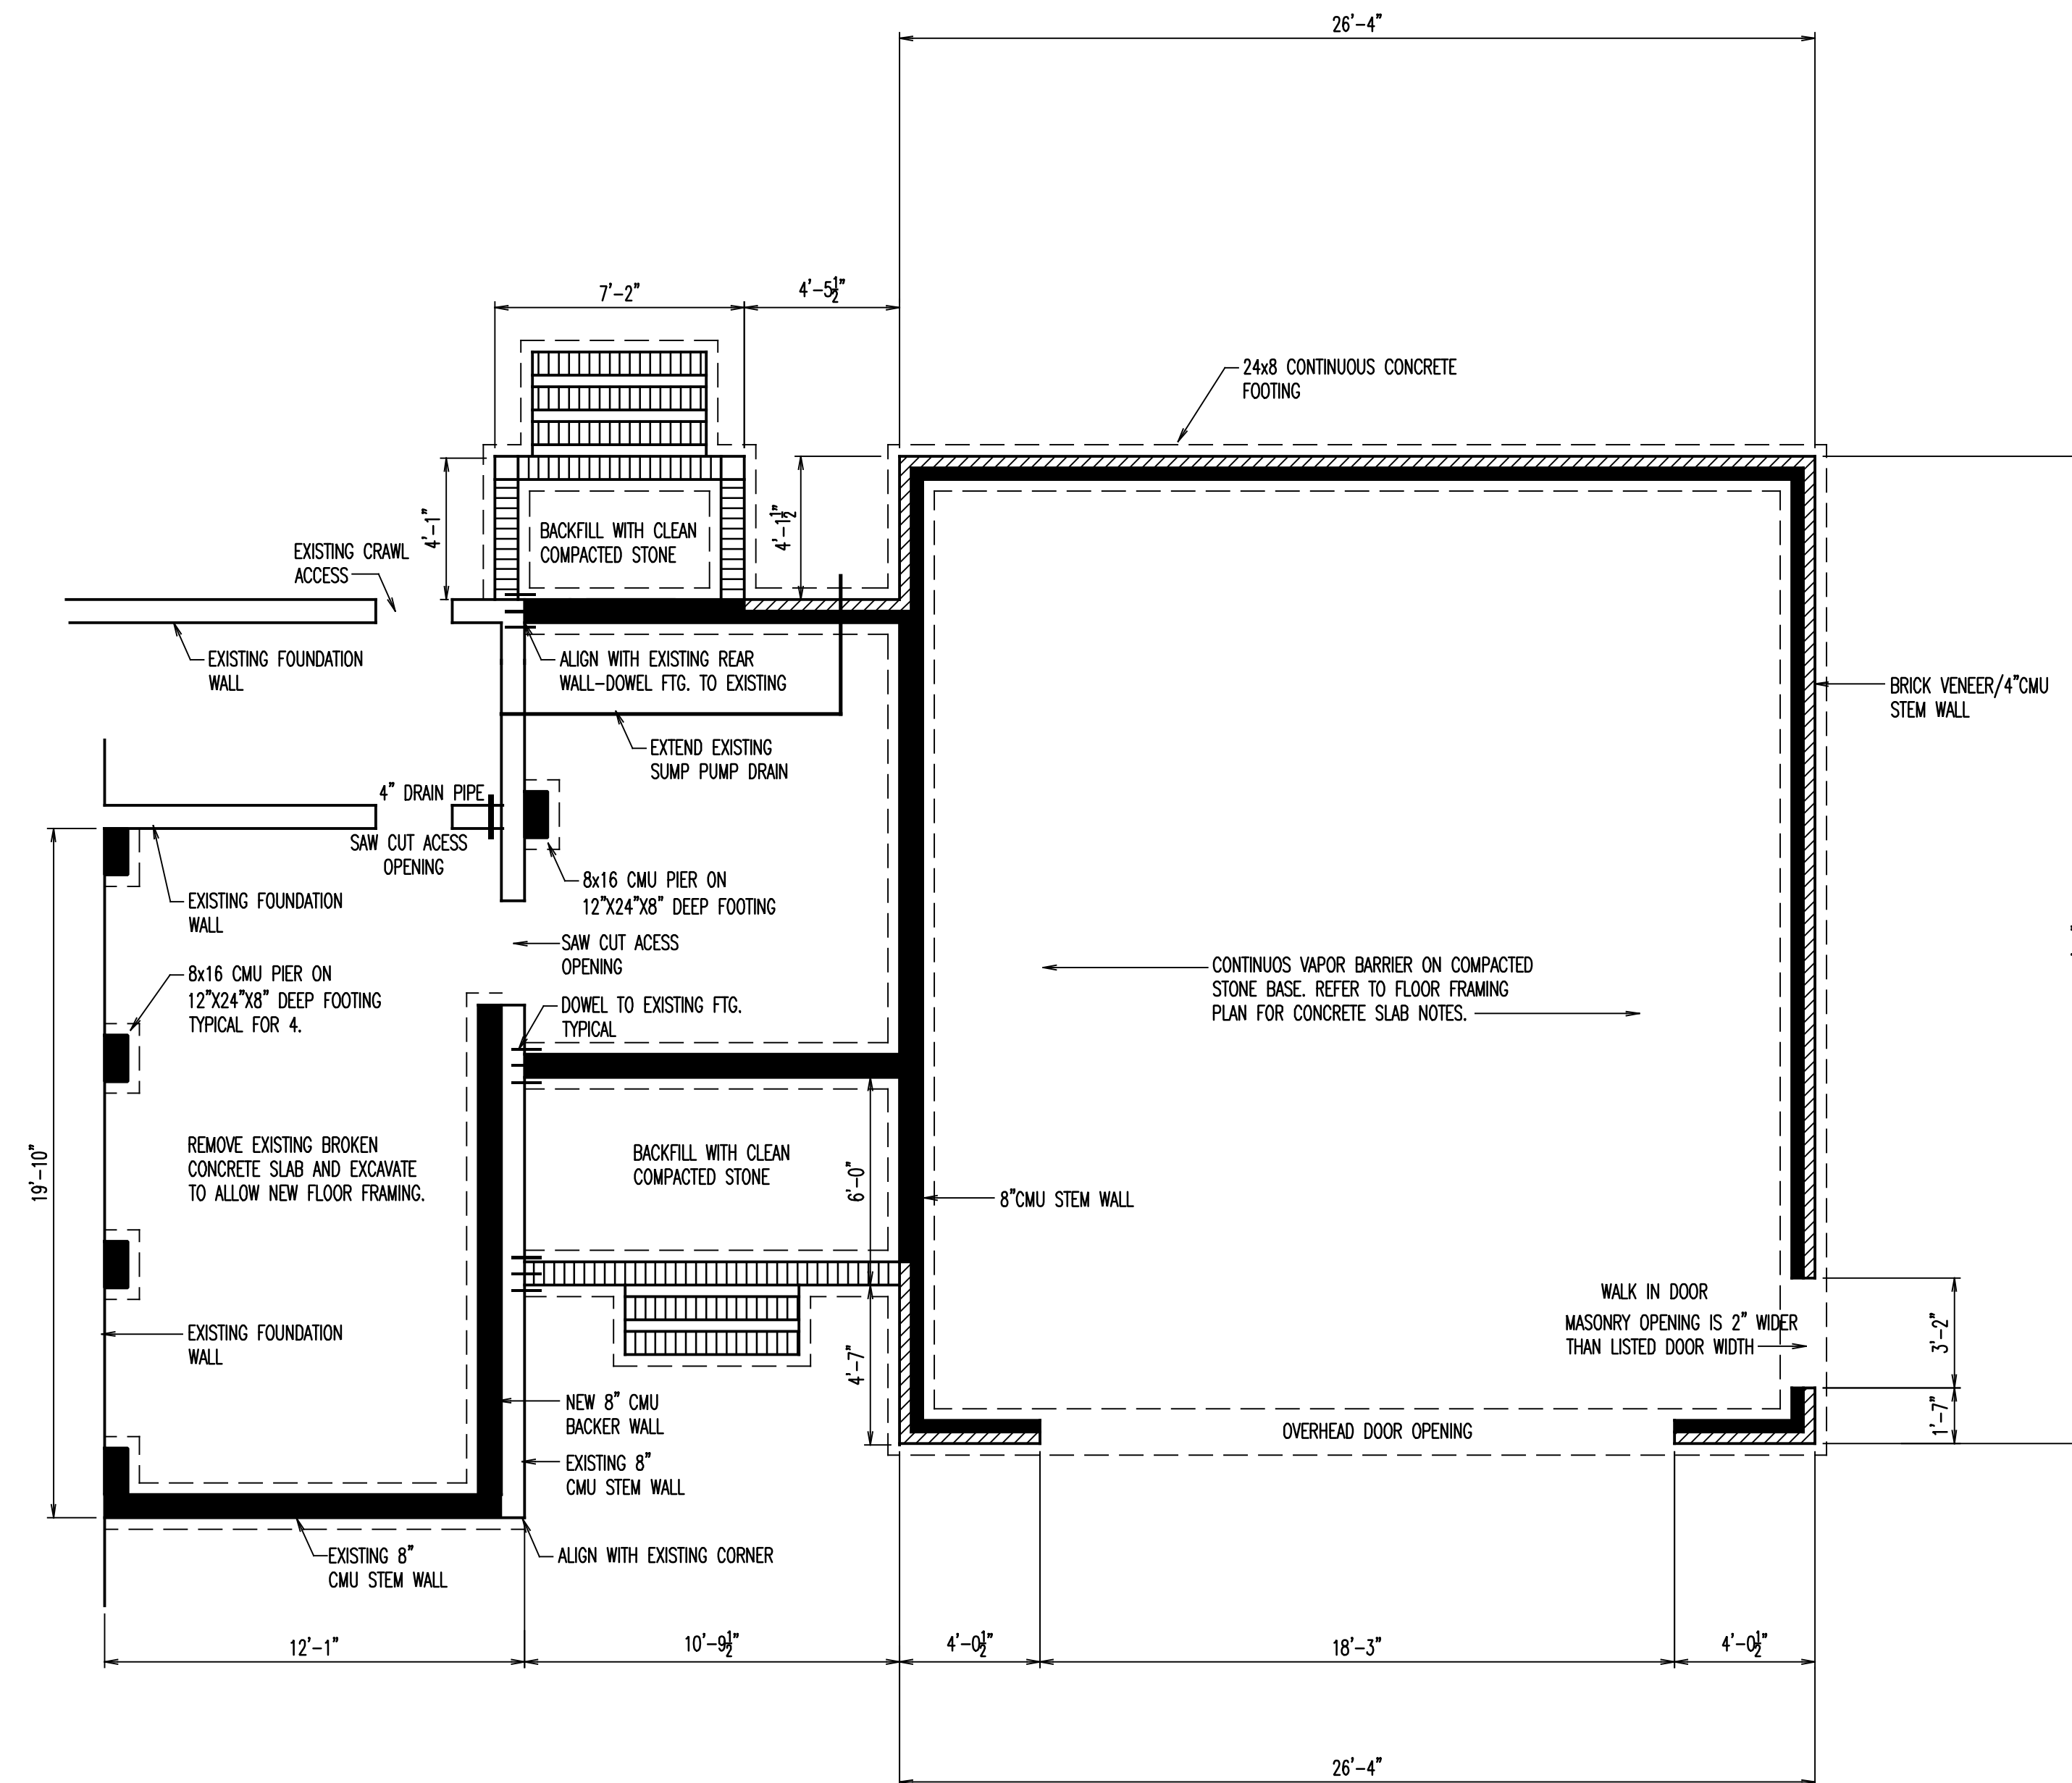 26'-4"
7'-2"
4'-5½"
24x8 CONTINUOUS CONCRETE
FOOTING
4'-1"
4'-1½"
BACKFILL WITH CLEAN
COMPACTED STONE
EXISTING CRAWL
ACCESS
EXISTING FOUNDATION
WALL
ALIGN WITH EXISTING REAR
WALL-DOWEL FTG. TO EXISTING
BRICK VENEER/4"CMU
STEM WALL
EXTEND EXISTING
SUMP PUMP DRAIN
4" DRAIN PIPE
SAW CUT ACESS
OPENING
EXISTING FOUNDATION
WALL
8x16 CMU PIER ON
12"X24"X8" DEEP FOOTING
SAW CUT ACESS
OPENING
8x16 CMU PIER ON
12"X24"X8" DEEP FOOTING
TYPICAL FOR 4.
DOWEL TO EXISTING FTG.
TYPICAL
CONTINUOS VAPOR BARRIER ON COMPACTED
STONE BASE. REFER TO FLOOR FRAMING
PLAN FOR CONCRETE SLAB NOTES.
19'-10"
REMOVE EXISTING BROKEN
CONCRETE SLAB AND EXCAVATE
TO ALLOW NEW FLOOR FRAMING.
BACKFILL WITH CLEAN
COMPACTED STONE
6'-0"
8"CMU STEM WALL
WALK IN DOOR
MASONRY OPENING IS 2" WIDER
THAN LISTED DOOR WIDTH
3'-2"
EXISTING FOUNDATION
WALL
4'-7"
NEW 8" CMU
BACKER WALL
1'-7"
OVERHEAD DOOR OPENING
EXISTING 8"
CMU STEM WALL
EXISTING 8"
CMU STEM WALL
ALIGN WITH EXISTING CORNER
12'-1"
10'-9½"
4'-0½"
18'-3"
4'-0½"
26'-4"